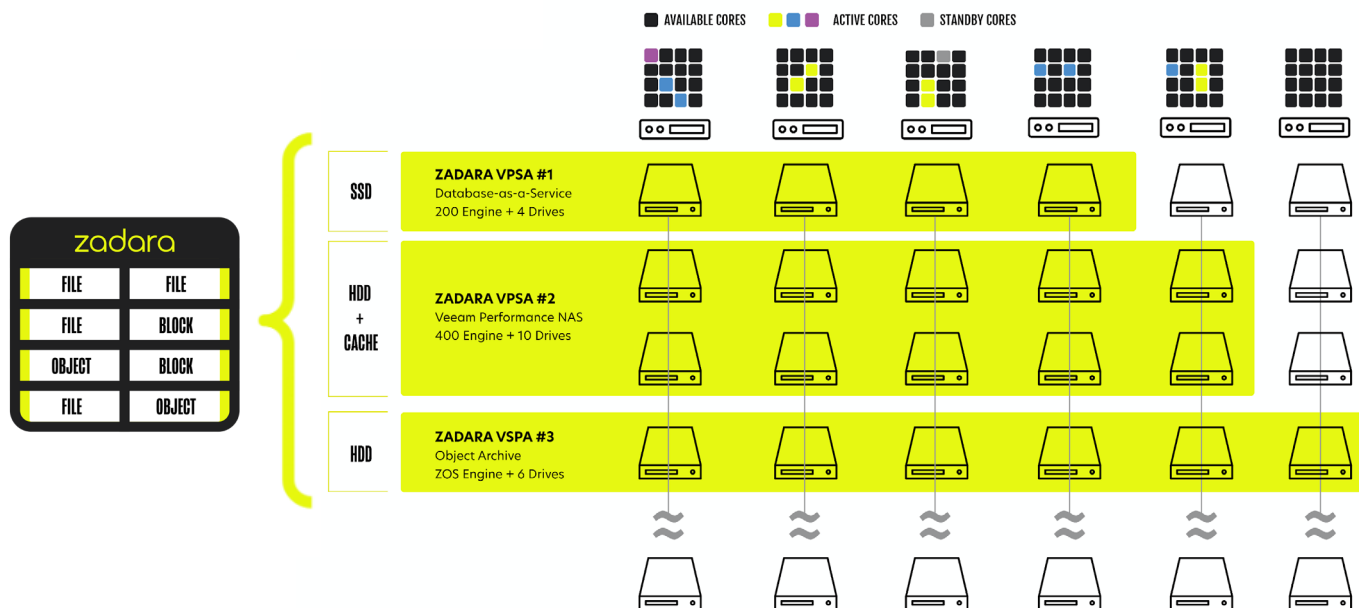 AVAILABLE CORES
ACTIVE CORES
STANDBY CORES
zadara
FILE
FILE
FILE
BLOCK
OBJECT
BLOCK
FILE
OBJECT
SSD
ZADARA VPSA #1
Database-as-a-Service
200 Engine + 4 Drives
HDD
+
CACHE
ZADARA VPSA #2
Veeam Performance NAS
400 Engine + 10 Drives
HDD
ZADARA VSPA #3
Object Archive
ZOS Engine + 6 Drives